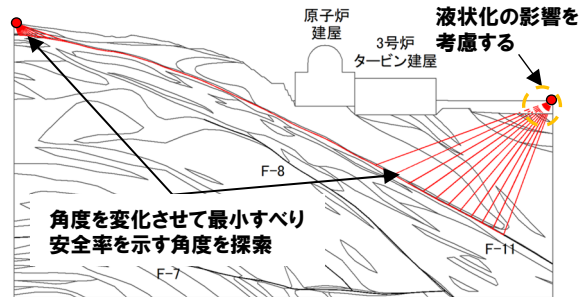 原子炉
建屋
3号炉
タービン建屋
液状化の影響を
考慮する
F-8
角度を変化させて最小すべり
安全率を示す角度を探索
F-11
F-7